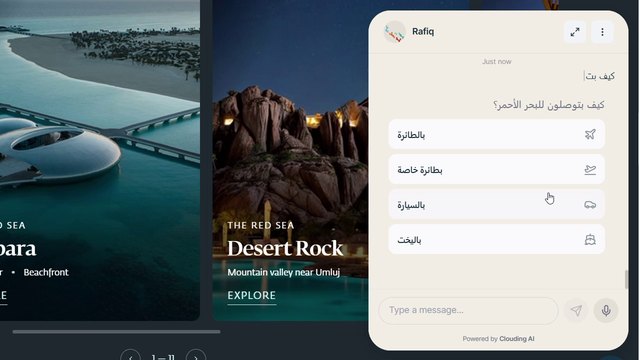 D SEA
bara
r • Beachfront
E
THE RED SEA
Desert Rock
Mountain valley near Umluj
EXPLORE
1 — 11
Rafiq
Just now
كيف بت
كيف بتوصلون للبحر الأحمر؟
بالطائرة
بطائرة خاصة
بالسيارة
باليخت
Type a message...
Powered by Clouding AI